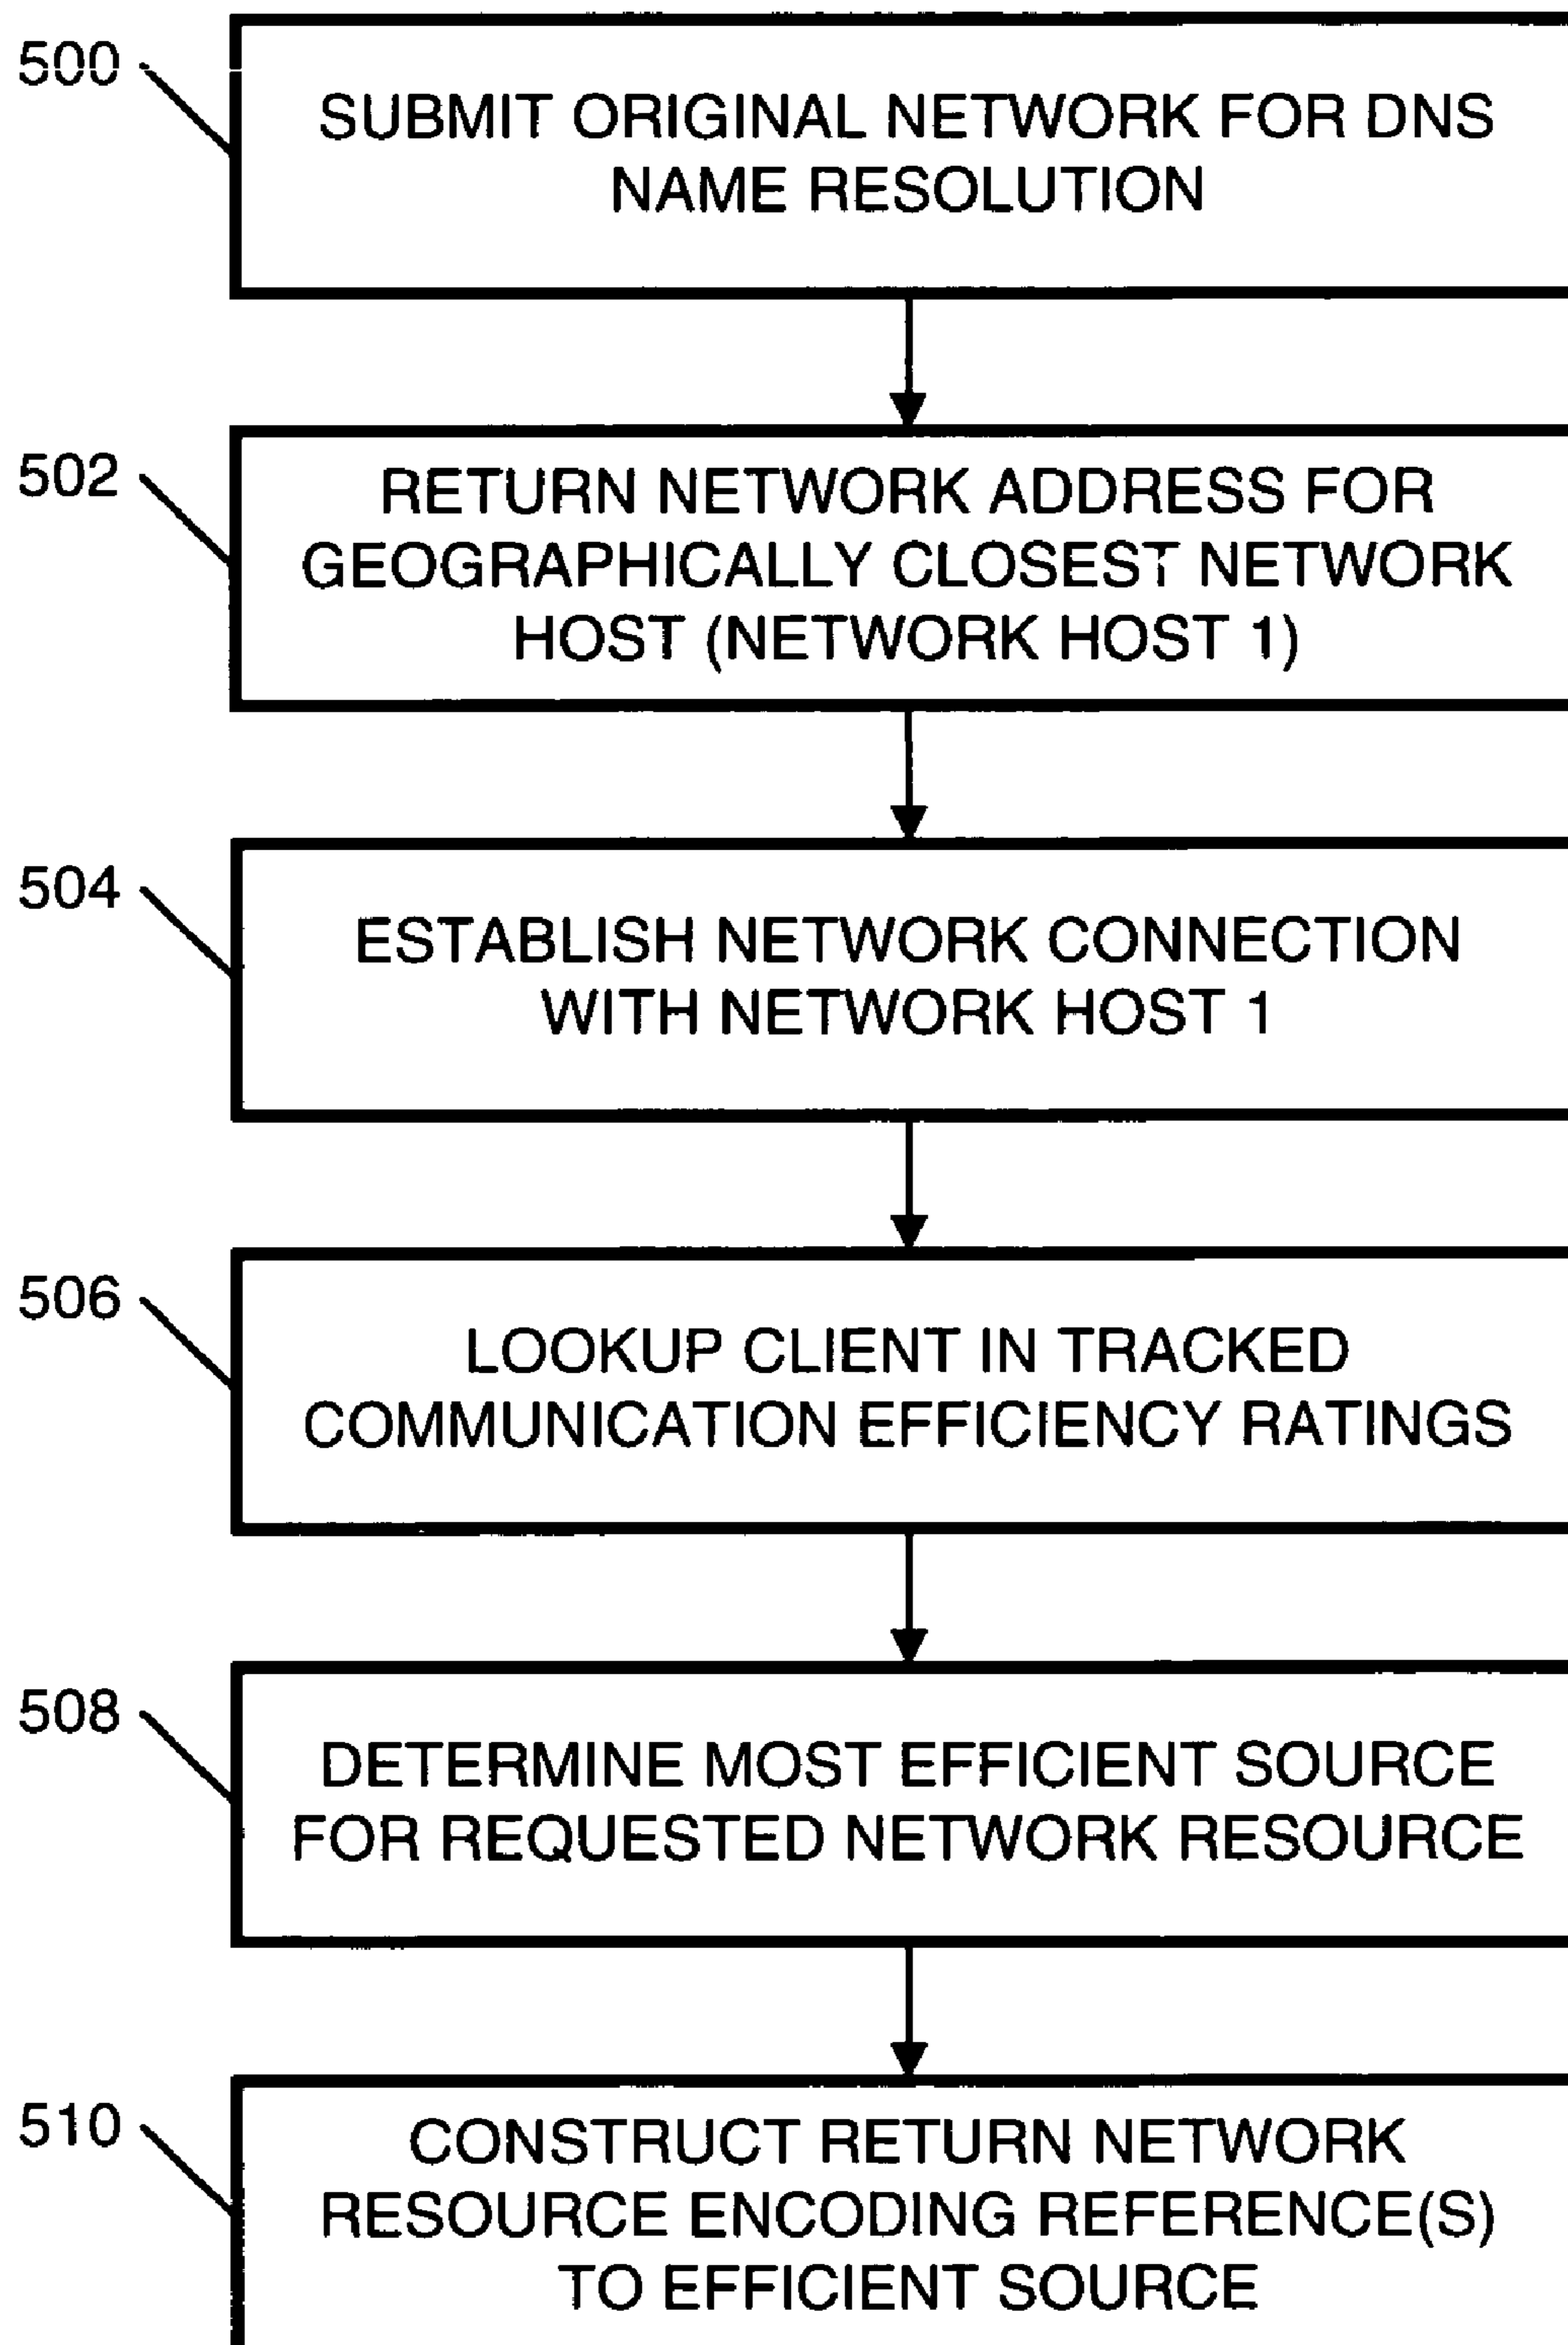 500
SUBMIT ORIGINAL NETWORK FOR DNS
NAME RESOLUTION
502
RETURN NETWORK ADDRESS FOR
GEOGRAPHICALLY CLOSEST NETWORK
HOST (NETWORK HOST 1)
504
ESTABLISH NETWORK CONNECTION
WITH NETWORK HOST 1
506
LOOKUP CLIENT IN TRACKED
COMMUNICATION EFFICIENCY RATINGS
508
DETERMINE MOST EFFICIENT SOURCE
FOR REQUESTED NETWORK RESOURCE
510
CONSTRUCT RETURN NETWORK
RESOURCE ENCODING REFERENCE(S)
TO EFFICIENT SOURCE